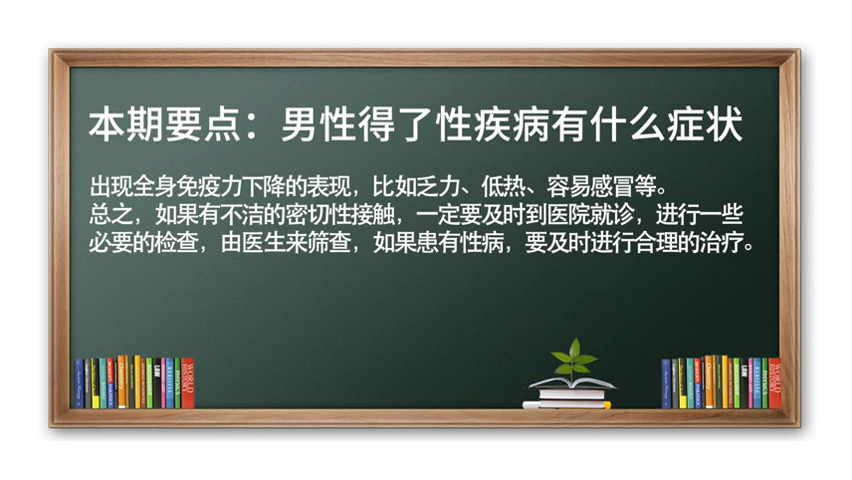 本期要点：男性得了性疾病有什么症状
出现全身免疫力下降的表现，比如乏力、低热、容易感冒等。
总之，如果有不洁的密切性接触，一定要及时到医院就诊，进行一些
必要的检查，由医生来筛查，如果患有性病，要及时进行合理的治疗。
WORLD HISTORY
WORLD HISTORY